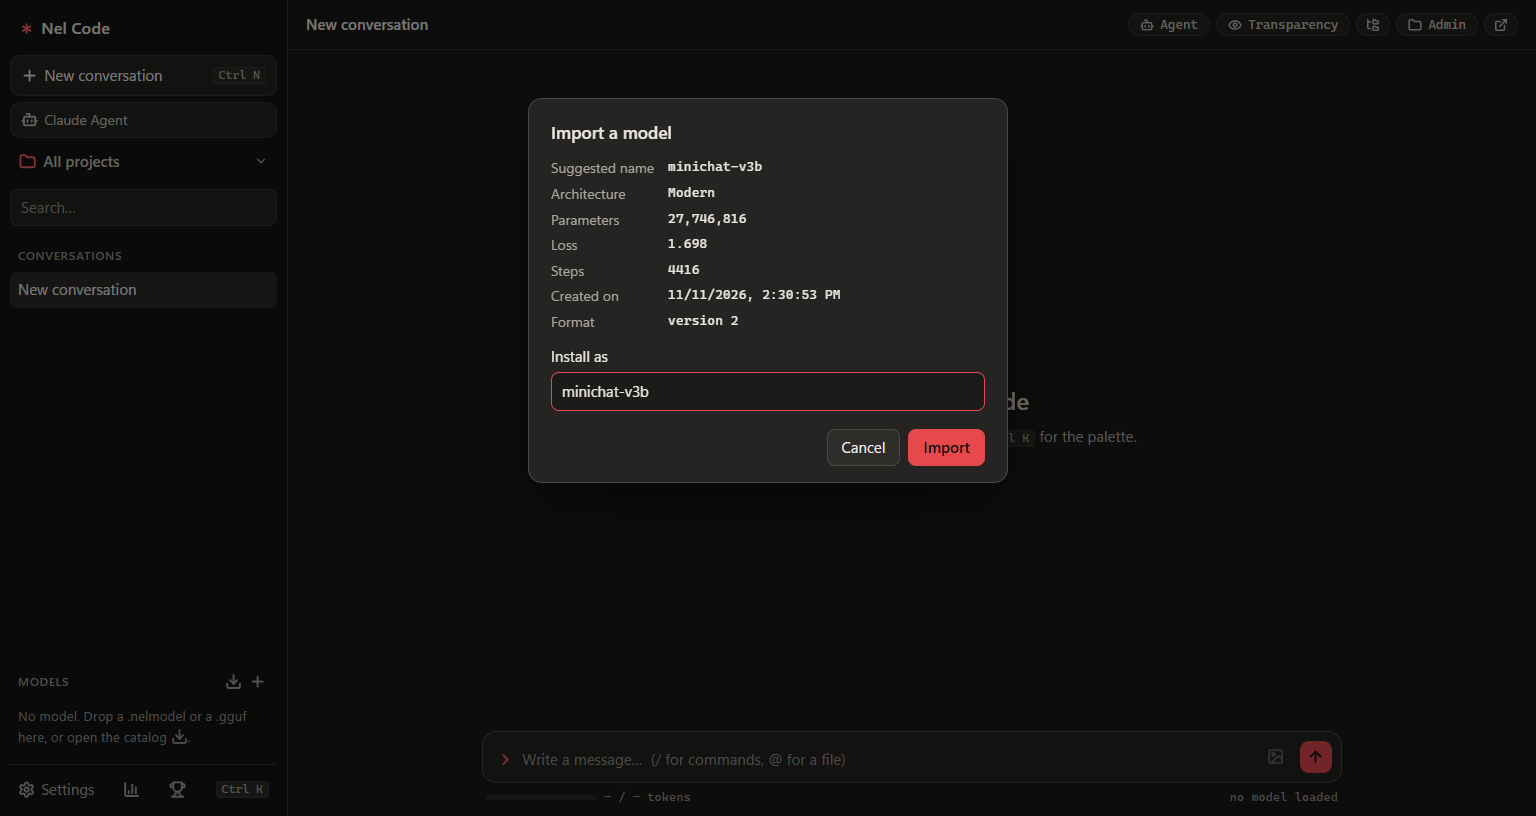 Nel Code
New conversation Ctrl N
Claude Agent
All projects
Search...
CONVERSATIONS
New conversation
MODELS
No model. Drop a .nelmodel or a .gguf
here, or open the catalog .
Settings Ctrl K
New conversation
Agent Transparency Admin
Import a model
Suggested name minichat-v3b
Architecture Modern
Parameters 27,746,816
Loss 1.698
Steps 4416
Created on 11/11/2026, 2:30:53 PM
Format version 2
Install as
minichat-v3b
Cancel Import
de
l K for the palette.
Write a message... (/ for commands, @ for a file)
– / – tokens no model loaded